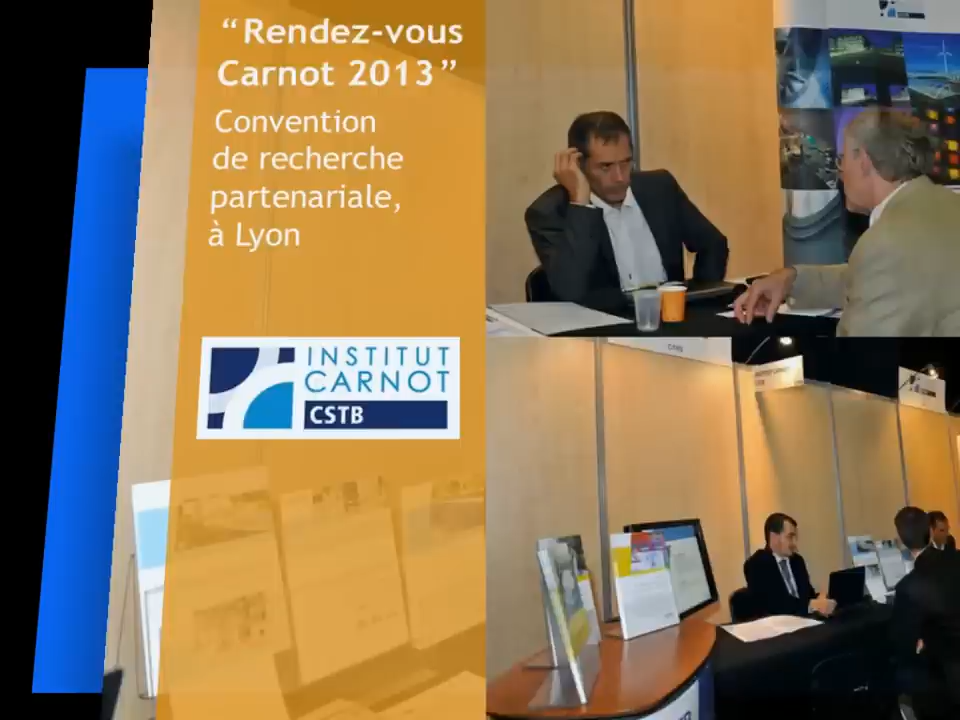 “Rendez-vous
Carnot 2013”
Convention
de recherche
partenariale,
à Lyon
INSTITUT
CARNOT
CSTB